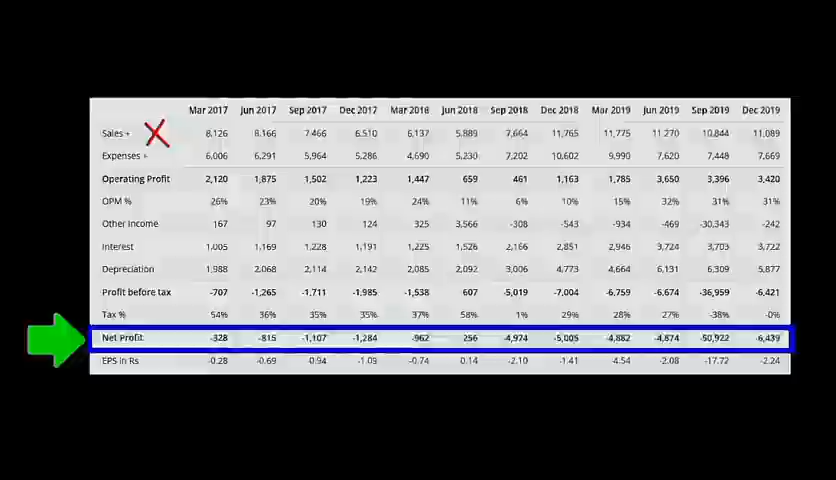 Mar 2017 Jun 2017 Sep 2017 Dec 2017 Mar 2018 Jun 2018 Sep 2018 Dec 2018 Mar 2019 Jun 2019 Sep 2019 Dec 2019
Sales + 8,126 8,166 7,466 6,510 6,137 5,889 7,664 11,765 11,775 11,270 10,844 11,089
Expenses + 6,006 6,291 5,964 5,286 4,690 5,230 7,202 10,602 9,990 7,620 7,448 7,669
Operating Profit 2,120 1,875 1,502 1,223 1,447 659 461 1,163 1,785 3,650 3,396 3,420
OPM % 26% 23% 20% 19% 24% 11% 6% 10% 15% 32% 31% 31%
Other Income 167 97 130 124 325 3,566 -308 -543 -934 -469 -30,343 -242
Interest 1,005 1,169 1,228 1,191 1,225 1,526 2,166 2,851 2,946 3,724 3,703 3,722
Depreciation 1,988 2,068 2,114 2,142 2,085 2,092 3,006 4,773 4,664 6,131 6,309 5,877
Profit before tax -707 -1,265 -1,711 -1,985 -1,538 607 -5,019 -7,004 -6,759 -6,674 -36,959 -6,421
Tax % 54% 36% 35% 35% 37% 58% 1% 29% 28% 27% -38% -0%
Net Profit -328 -815 -1,107 -1,284 -962 256 -4,974 -5,005 -4,882 -4,874 -50,922 -6,439
EPS in Rs -0.28 -0.69 -0.94 -1.09 -0.74 0.14 -2.10 -1.41 -4.54 -2.08 -17.72 -2.24